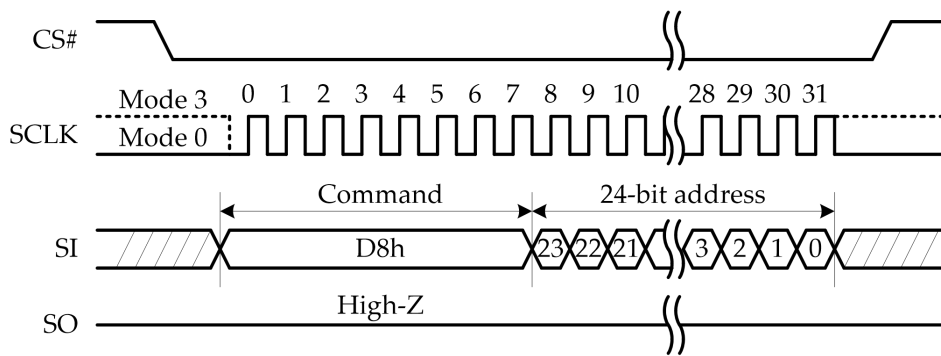 CS#
Mode 3 0 1 2 3 4 5 6 7 8 9 10 28 29 30 31
SCLK Mode 0
Command 24-bit address
SI D8h 23 22 21 3 2 1 0
High-Z
SO